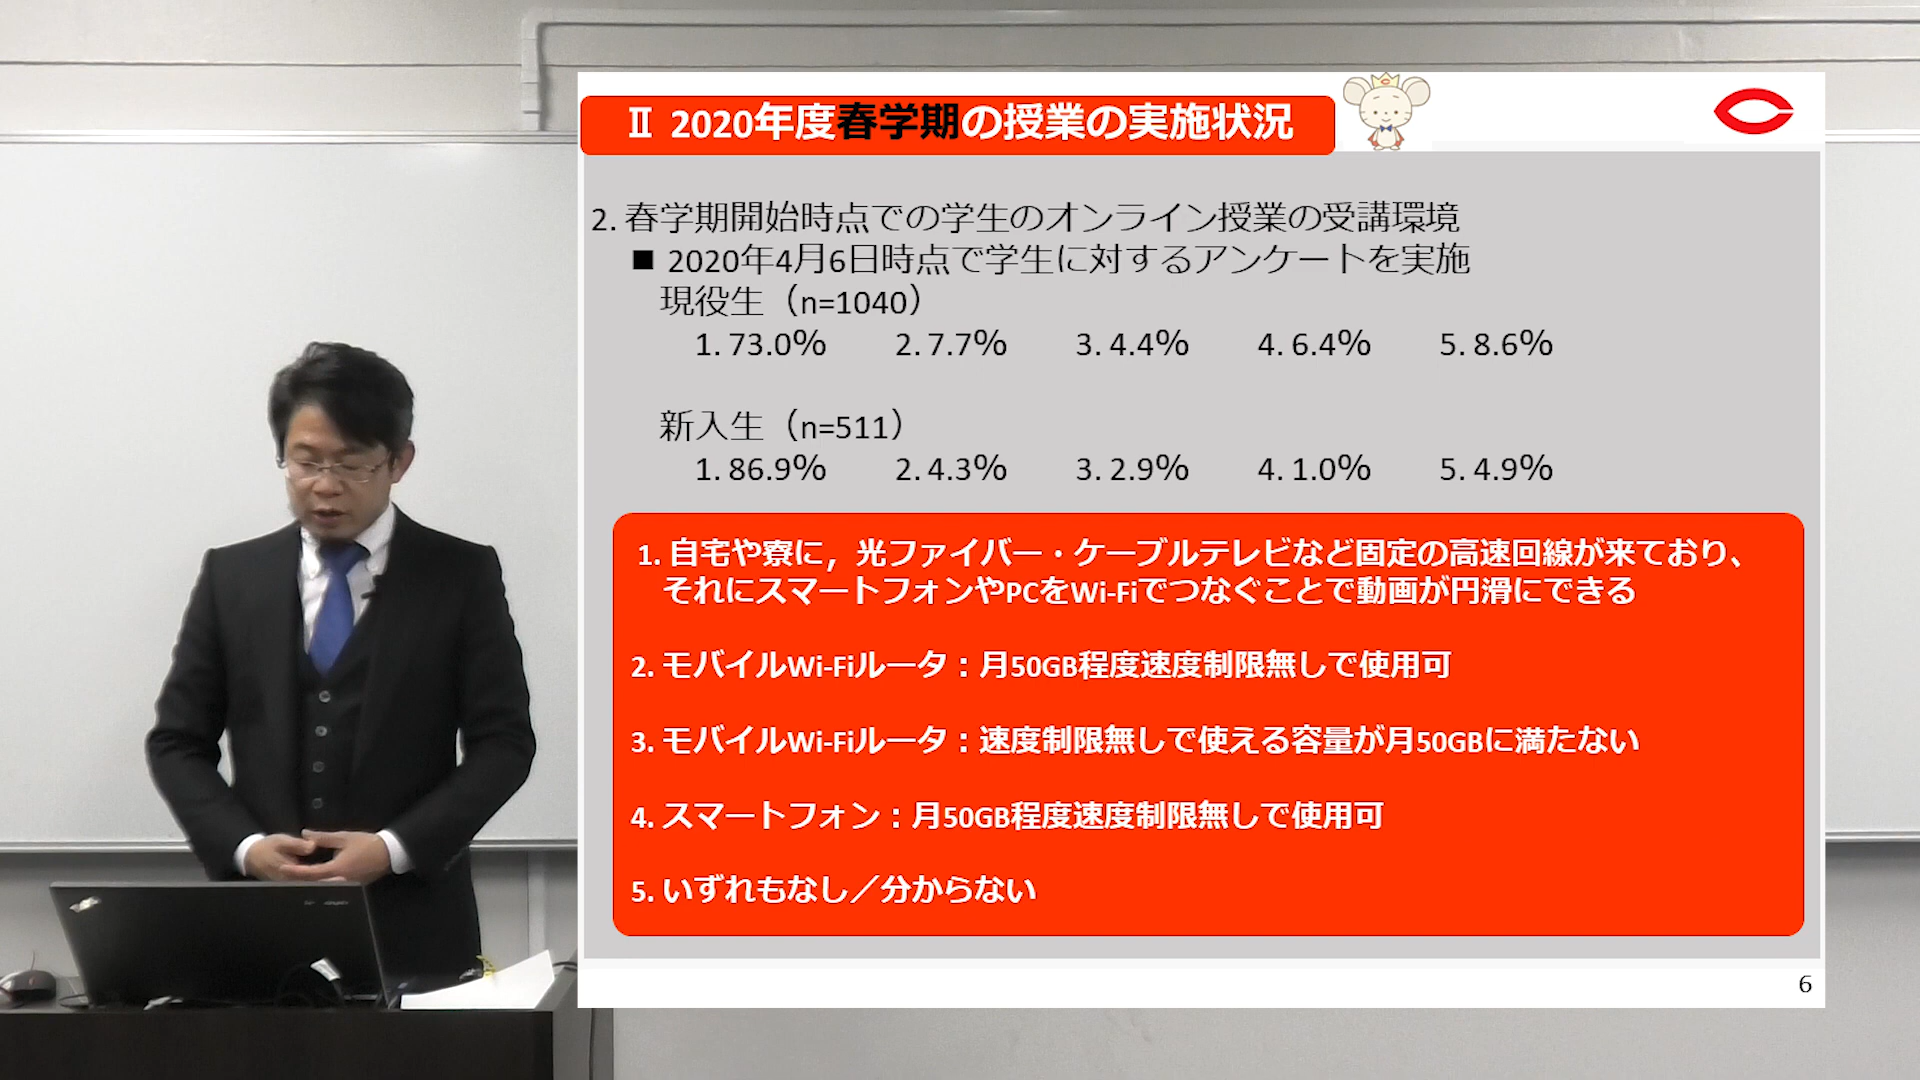 Ⅱ 2020年度春学期の授業の実施状況
2. 春学期開始時点での学生のオンライン授業の受講環境
■ 2020年4月6日時点で学生に対するアンケートを実施
現役生（n=1040）
1. 73.0% 2. 7.7% 3. 4.4% 4. 6.4% 5. 8.6%
新入生（n=511）
1. 86.9% 2. 4.3% 3. 2.9% 4. 1.0% 5. 4.9%
1. 自宅や寮に，光ファイバー・ケーブルテレビなど固定の高速回線が来ており、
それにスマートフォンやPCをWi-Fiでつなぐことで動画が円滑にできる
2. モバイルWi-Fiルータ：月50GB程度速度制限無しで使用可
3. モバイルWi-Fiルータ：速度制限無しで使える容量が月50GBに満たない
4. スマートフォン：月50GB程度速度制限無しで使用可
5. いずれもなし／分からない
6